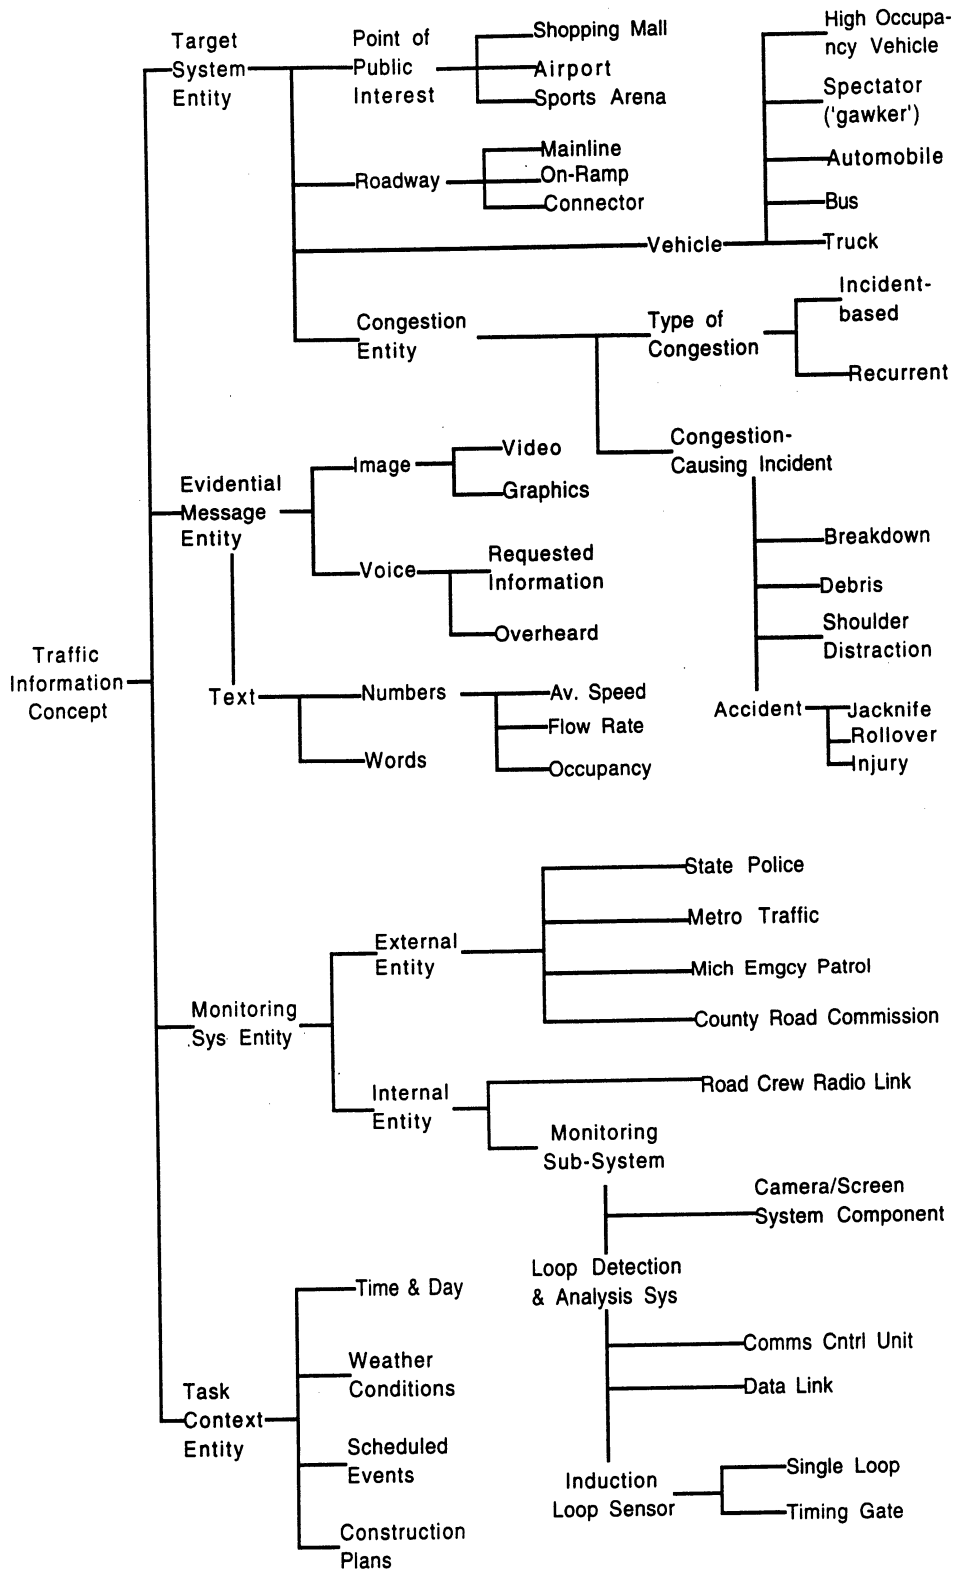 Target
System
Entity
Point of
Public
Interest
Shopping Mall
Airport
Sports Arena
High Occupa-
ncy Vehicle
Spectator
('gawker')
Automobile
Bus
Truck
Roadway
Mainline
On-Ramp
Connector
Vehicle
Congestion
Entity
Type of
Congestion
Incident-
based
Recurrent
Congestion-
Causing Incident
Breakdown
Debris
Shoulder
Distraction
Accident
Jacknife
Rollover
Injury
Evidential
Message
Entity
Image
Video
Graphics
Voice
Requested
Information
Overheard
Text
Numbers
Av. Speed
Flow Rate
Occupancy
Words
Traffic
Information
Concept
Monitoring
Sys Entity
External
Entity
State Police
Metro Traffic
Mich Emgcy Patrol
County Road Commission
Internal
Entity
Road Crew Radio Link
Monitoring
Sub-System
Camera/Screen
System Component
Loop Detection
& Analysis Sys
Comms Cntrl Unit
Data Link
Induction
Loop Sensor
Single Loop
Timing Gate
Task
Context
Entity
Time & Day
Weather
Conditions
Scheduled
Events
Construction
Plans